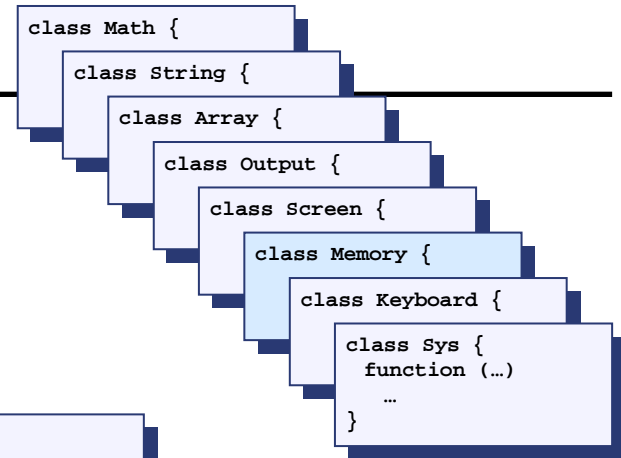 class Math {
class String {
class Array {
class Output {
class Screen {
class Memory {
class Keyboard {
class Sys {
function (…)
…
}